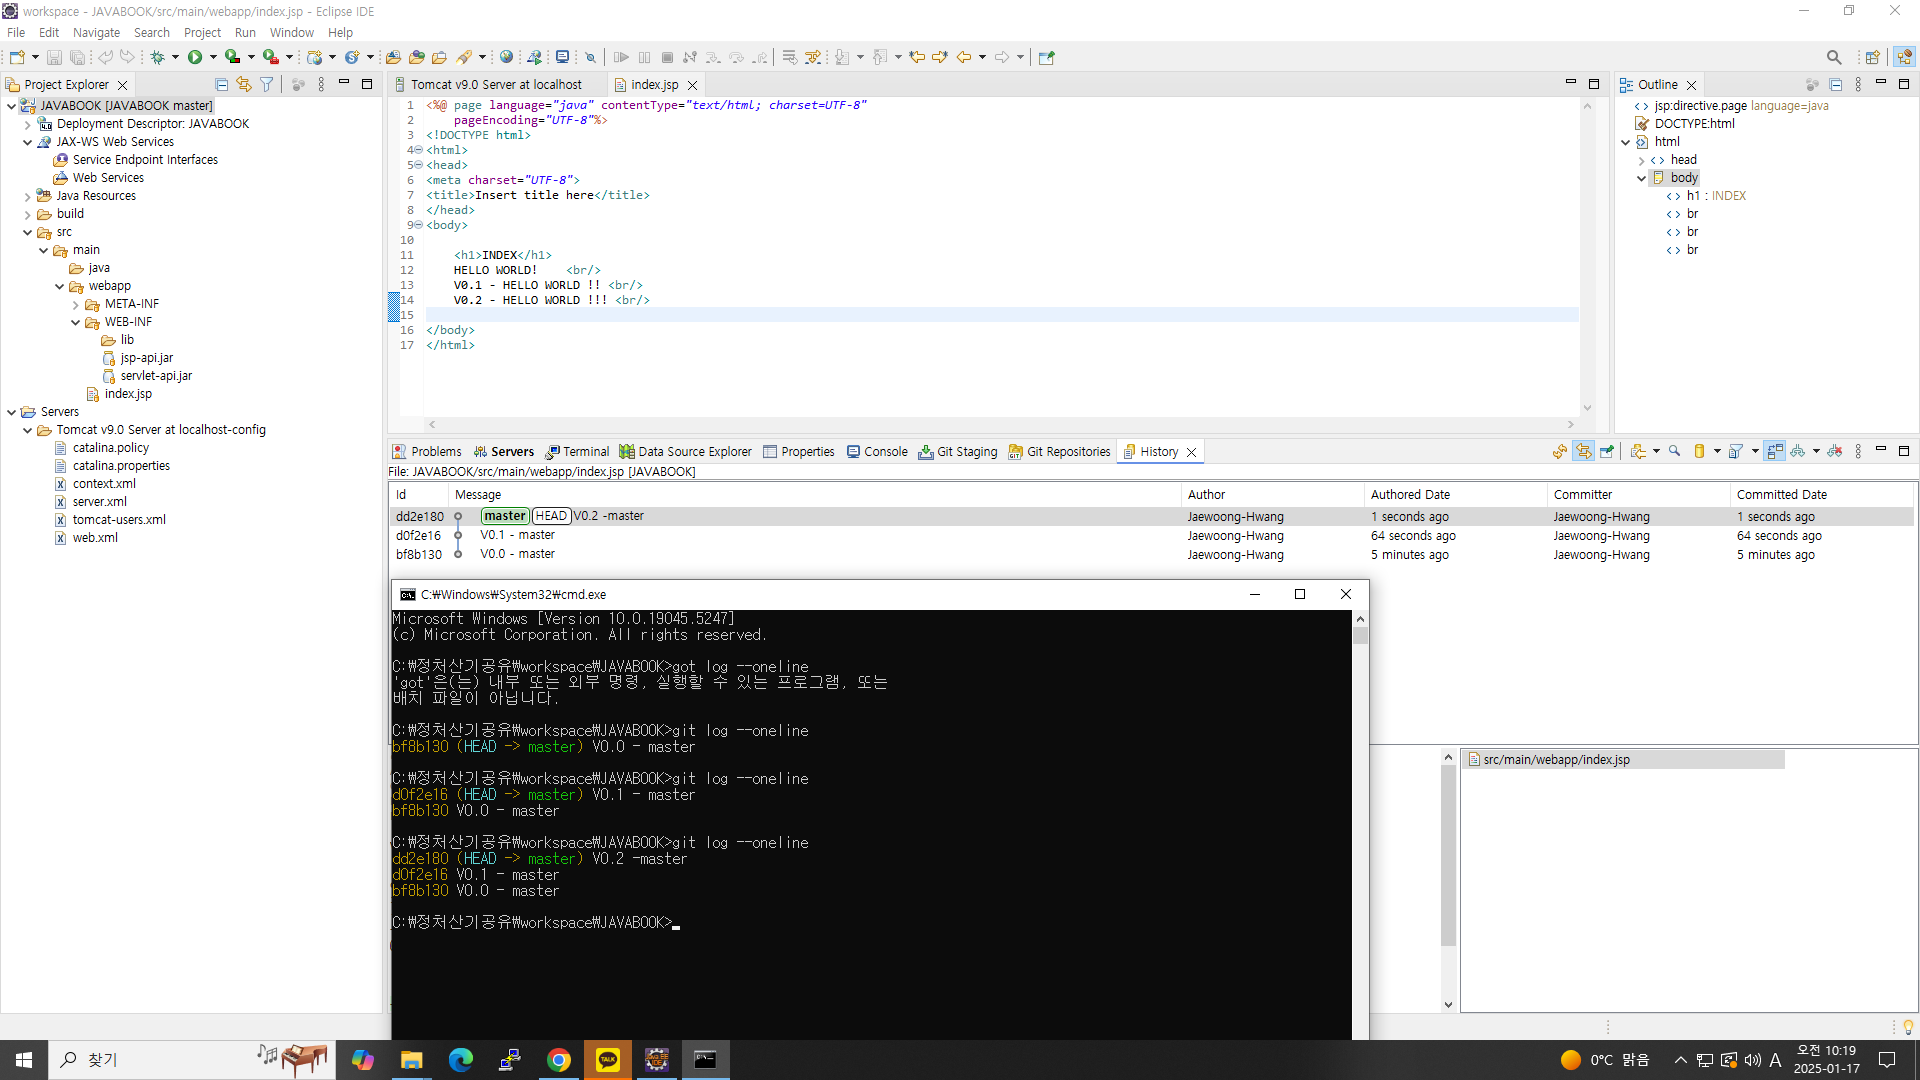 workspace - JAVABOOK/src/main/webapp/index.jsp - Eclipse IDE
File Edit Navigate Search Project Run Window Help
Project Explorer
JAVABOOK [JAVABOOK master]
Deployment Descriptor: JAVABOOK
JAX-WS Web Services
Service Endpoint Interfaces
Web Services
Java Resources
build
src
main
java
webapp
META-INF
WEB-INF
lib
jsp-api.jar
servlet-api.jar
index.jsp
Servers
Tomcat v9.0 Server at localhost-config
catalina.policy
catalina.properties
context.xml
server.xml
tomcat-users.xml
web.xml
Tomcat v9.0 Server at localhost index.jsp
1 <%@ page language="java" contentType="text/html; charset=UTF-8"
2 pageEncoding="UTF-8"%>
3 <!DOCTYPE html>
4 <html>
5 <head>
6 <meta charset="UTF-8">
7 <title>Insert title here</title>
8 </head>
9 <body>
10
11 <h1>INDEX</h1>
12 HELLO WORLD! <br/>
13 V0.1 - HELLO WORLD !! <br/>
14 V0.2 - HELLO WORLD !!! <br/>
15
16 </body>
17 </html>
Outline
jsp:directive.page language=java
DOCTYPE:html
html
head
body
h1 : INDEX
br
br
br
Problems Servers Terminal Data Source Explorer Properties Console Git Staging Git Repositories History
File: JAVABOOK/src/main/webapp/index.jsp [JAVABOOK]
Id Message Author Authored Date Committer Committed Date
dd2e180 master HEAD V0.2 -master Jaewoong-Hwang 1 seconds ago Jaewoong-Hwang 1 seconds ago
d0f2e16 V0.1 - master Jaewoong-Hwang 64 seconds ago Jaewoong-Hwang 64 seconds ago
bf8b130 V0.0 - master Jaewoong-Hwang 5 minutes ago Jaewoong-Hwang 5 minutes ago
src/main/webapp/index.jsp
C:₩Windows₩System32₩cmd.exe
Microsoft Windows [Version 10.0.19045.5247]
(c) Microsoft Corporation. All rights reserved.
C:₩정처산기공유₩workspace₩JAVABOOK>got log --oneline
'got'은(는) 내부 또는 외부 명령, 실행할 수 있는 프로그램, 또는
배치 파일이 아닙니다.
C:₩정처산기공유₩workspace₩JAVABOOK>git log --oneline
bf8b130 (HEAD -> master) V0.0 - master
C:₩정처산기공유₩workspace₩JAVABOOK>git log --oneline
d0f2e16 (HEAD -> master) V0.1 - master
bf8b130 V0.0 - master
C:₩정처산기공유₩workspace₩JAVABOOK>git log --oneline
dd2e180 (HEAD -> master) V0.2 -master
d0f2e16 V0.1 - master
bf8b130 V0.0 - master
C:₩정처산기공유₩workspace₩JAVABOOK>
찾기
TALK
0°C 맑음
A
오전 10:19
2025-01-17